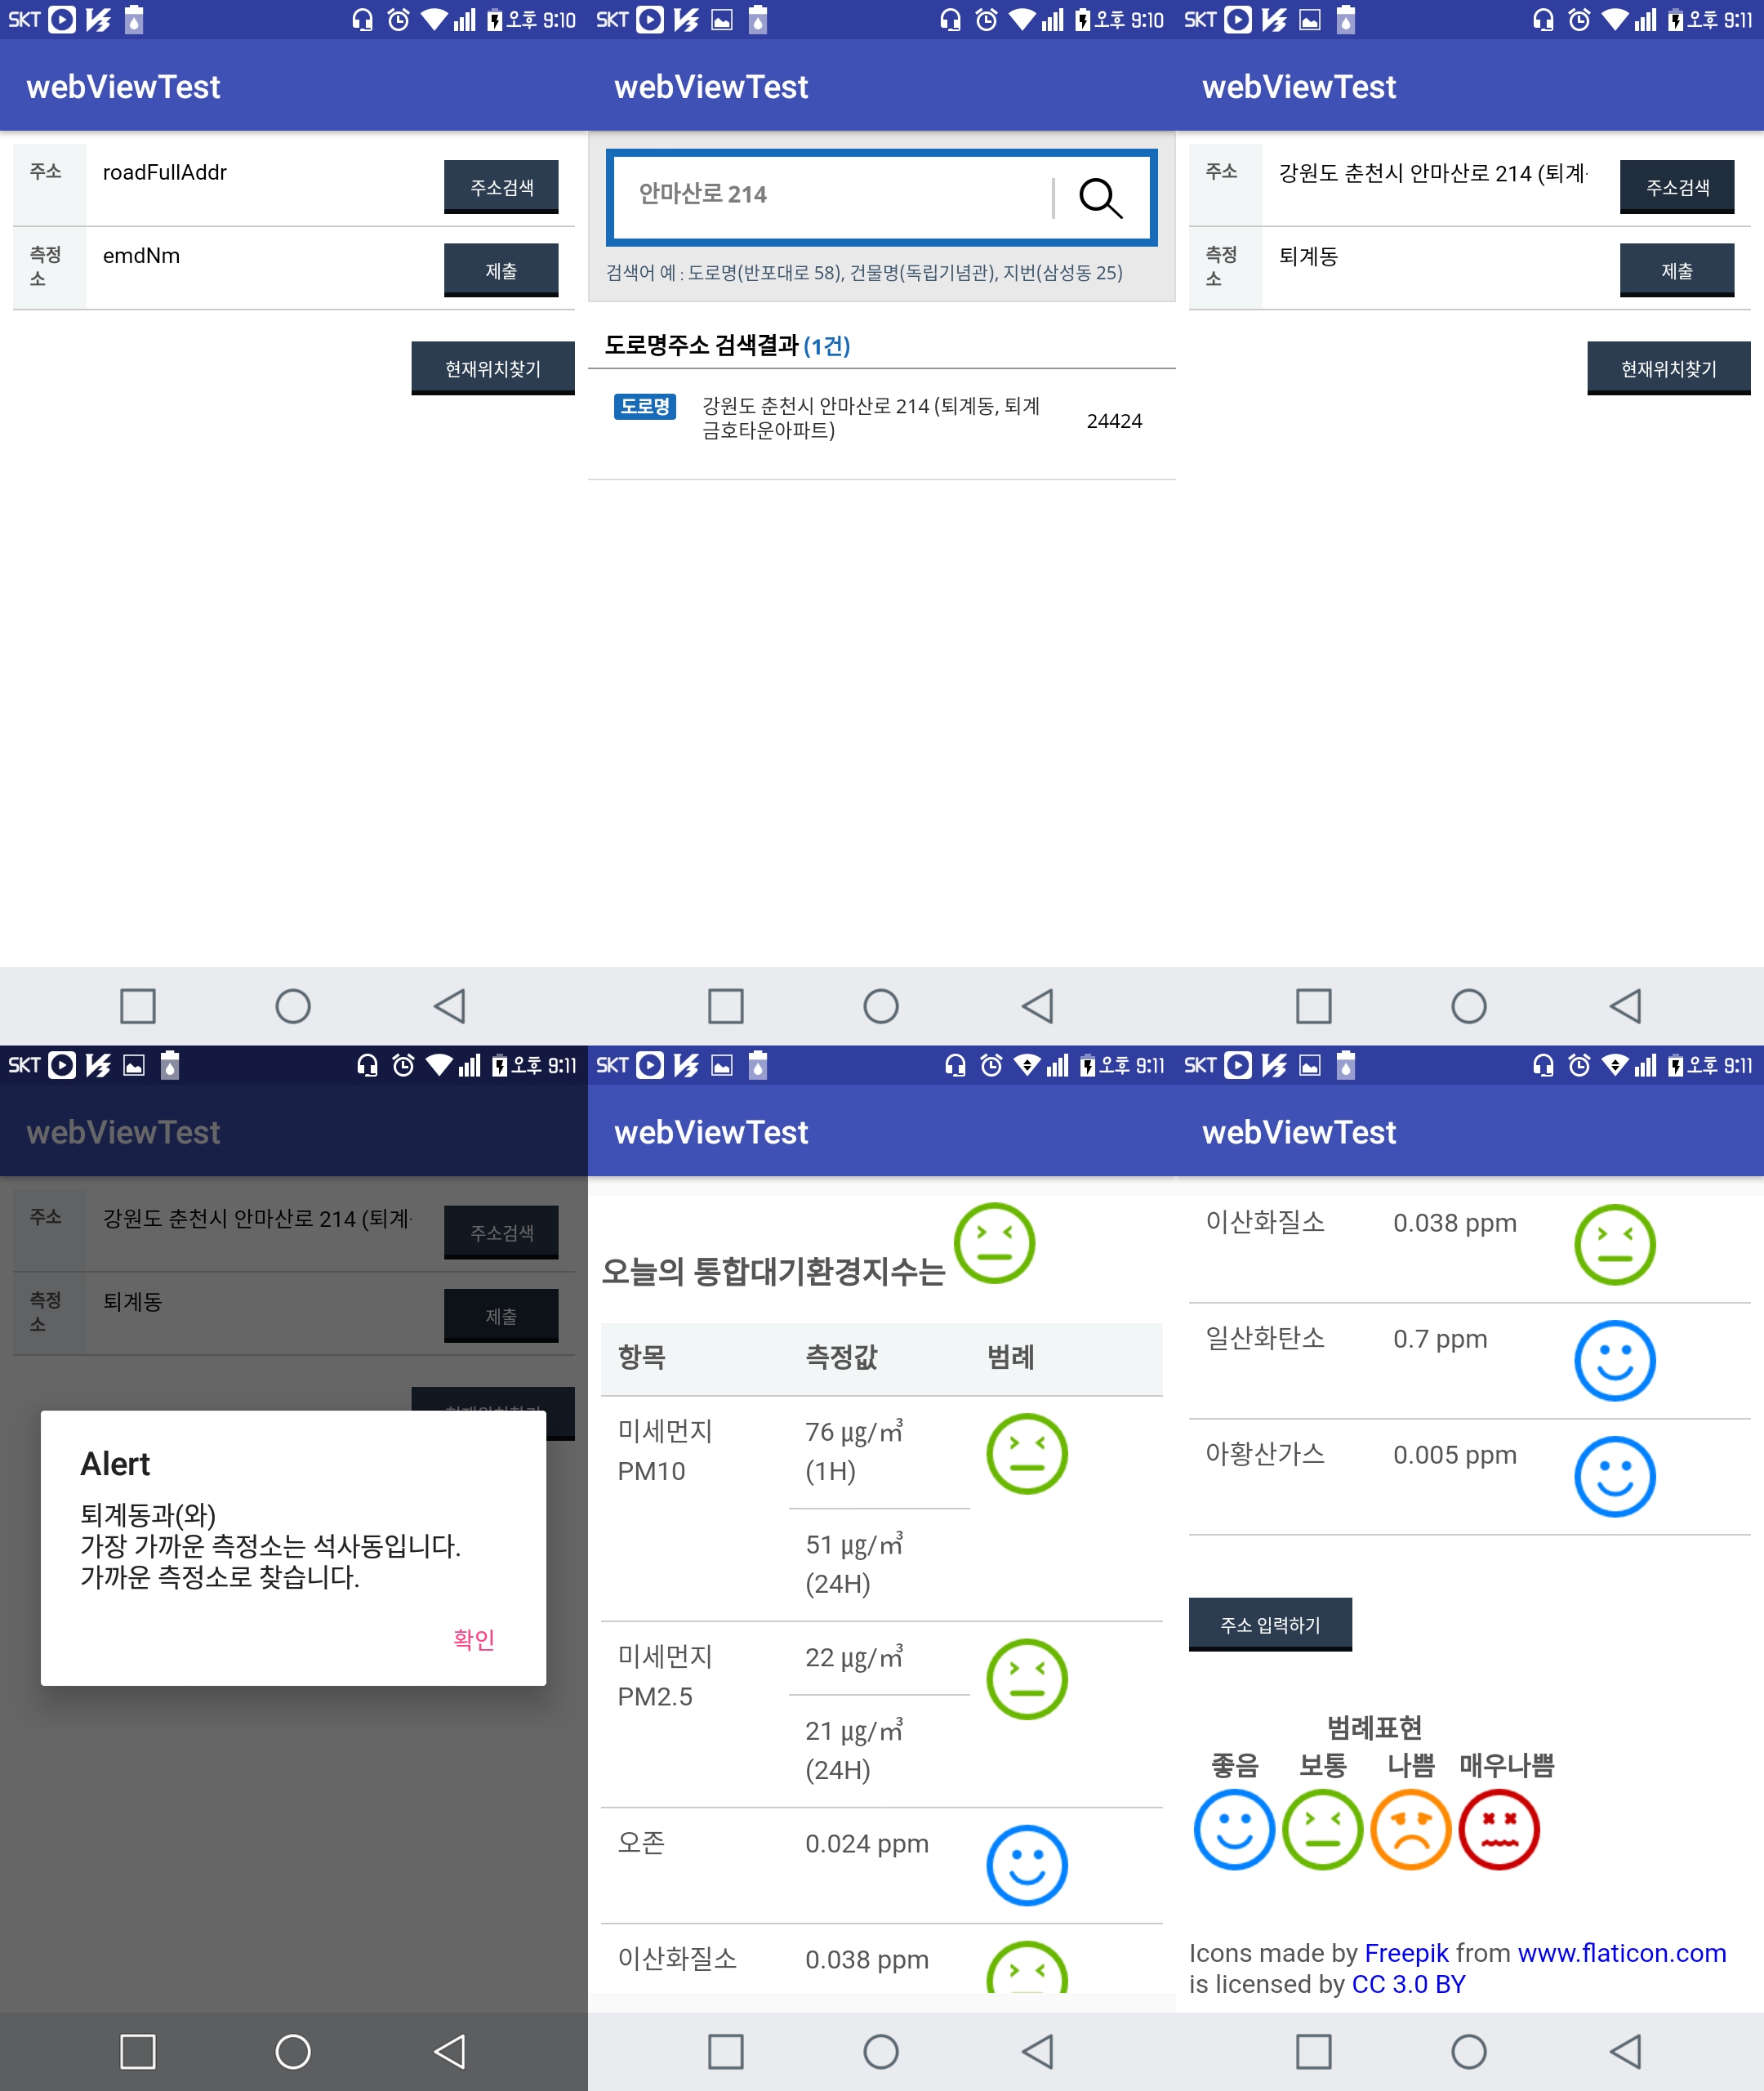 SKT 오후 9:10
webViewTest
주소 roadFullAddr 주소검색
측정소 emdNm 제출
현재위치찾기
SKT 오후 9:10
webViewTest
안마산로 214
검색어 예 : 도로명(반포대로 58), 건물명(독립기념관), 지번(삼성동 25)
도로명주소 검색결과 (1건)
도로명 강원도 춘천시 안마산로 214 (퇴계동, 퇴계 24424
금호타운아파트)
SKT 오후 9:11
webViewTest
주소 강원도 춘천시 안마산로 214 (퇴계 주소검색
측정소 퇴계동 제출
현재위치찾기
SKT 오후 9:11
webViewTest
주소 강원도 춘천시 안마산로 214 (퇴계 주소검색
측정소 퇴계동 제출
현재위치찾기
Alert
퇴계동과(와)
가장 가까운 측정소는 석사동입니다.
가까운 측정소로 찾습니다.
확인
SKT 오후 9:11
webViewTest
오늘의 통합대기환경지수는
항목 측정값 범례
미세먼지 76 ㎍/㎥
PM10 (1H)
51 ㎍/㎥
(24H)
미세먼지 22 ㎍/㎥
PM2.5
21 ㎍/㎥
(24H)
오존 0.024 ppm
이산화질소 0.038 ppm
SKT 오후 9:11
webViewTest
이산화질소 0.038 ppm
일산화탄소 0.7 ppm
아황산가스 0.005 ppm
주소 입력하기
범례표현
좋음 보통 나쁨 매우나쁨
Icons made by Freepik from www.flaticon.com
is licensed by CC 3.0 BY